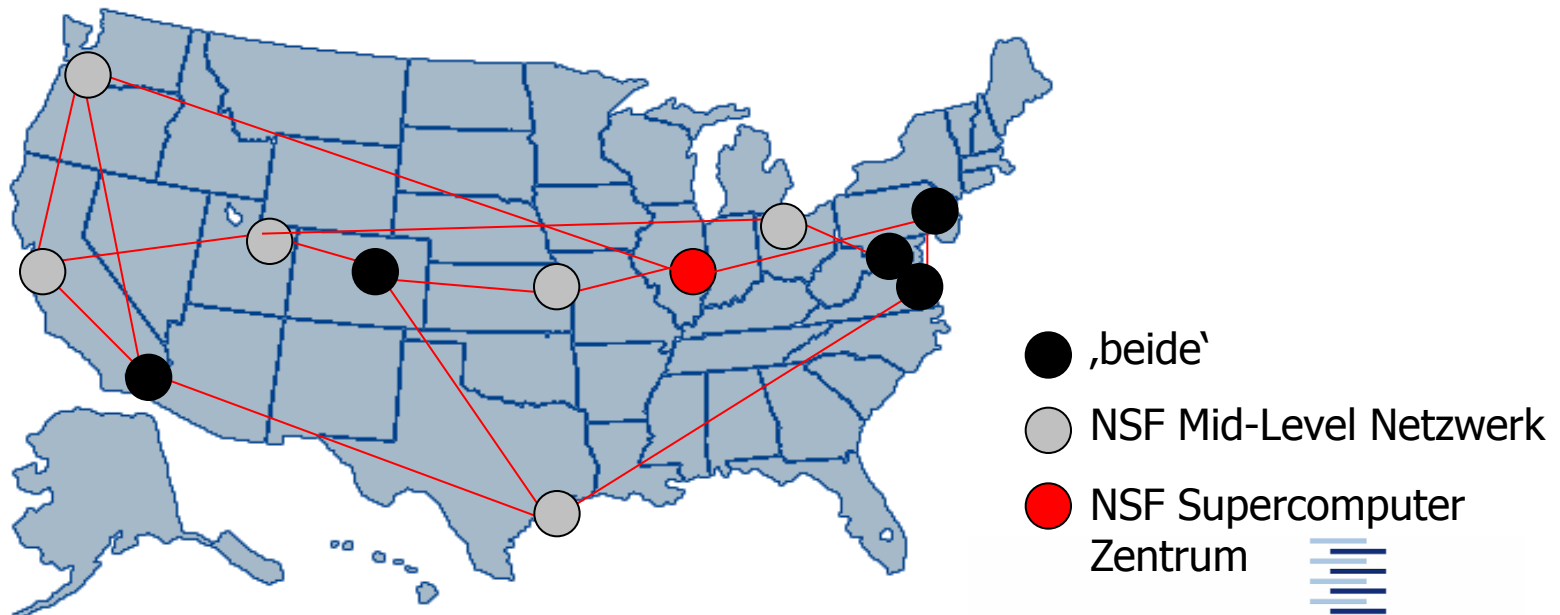 ‚beide‘
NSF Mid-Level Netzwerk
NSF Supercomputer
Zentrum